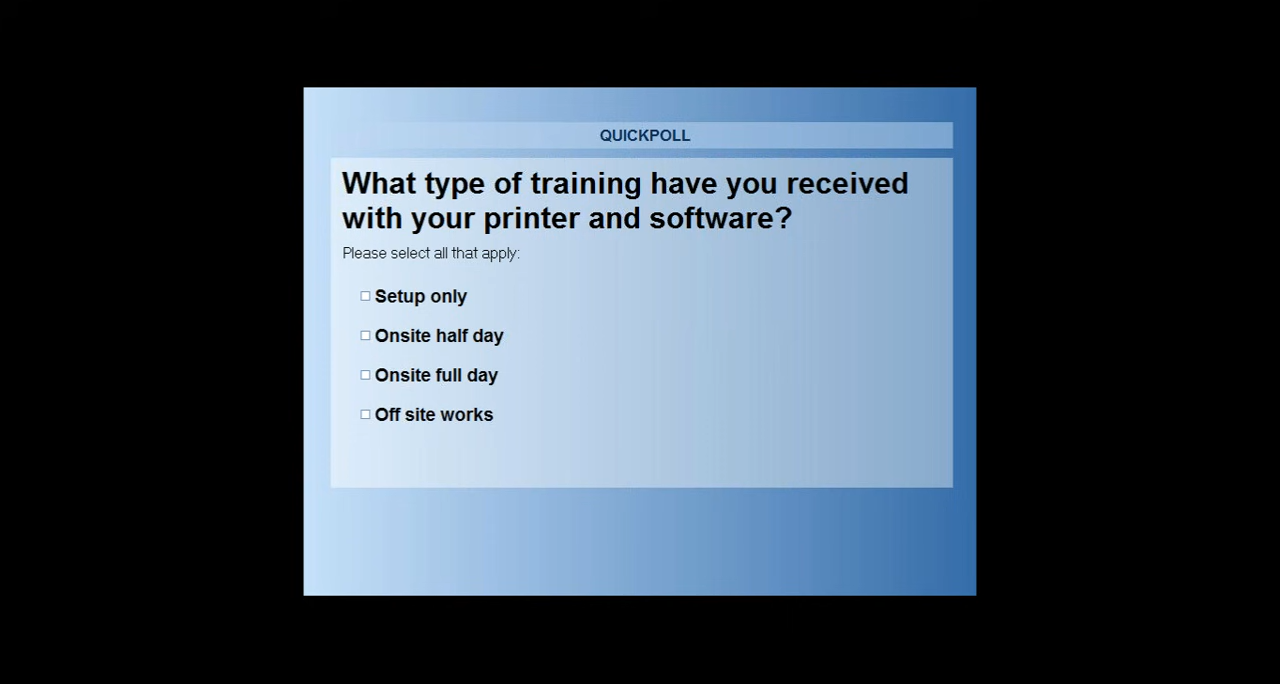 QUICKPOLL
What type of training have you received
with your printer and software?
Please select all that apply:
Setup only
Onsite half day
Onsite full day
Off site works